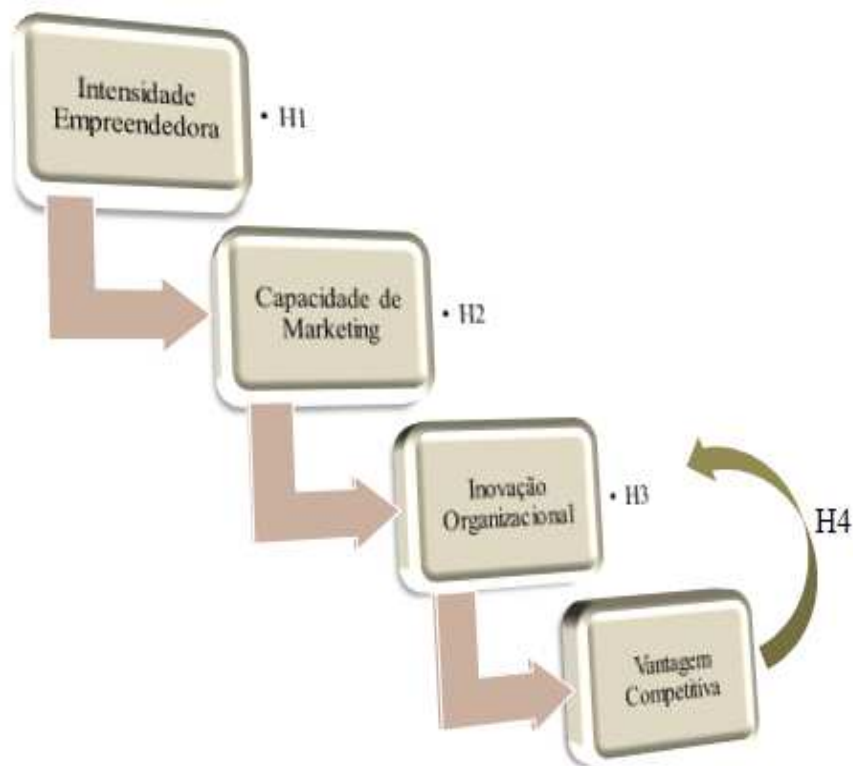 Intensidade
Empreendedora
• H1
Capacidade de
Marketing
• H2
Inovação
Organizacional
• H3
H4
Vantagem
Competitiva